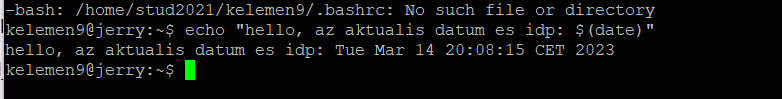 -bash: /home/stud2021/kelemen9/.bashrc: No such file or directory
kelemen9@jerry:~$ echo "hello, az aktualis datum es idp: $(date)"
hello, az aktualis datum es idp: Tue Mar 14 20:08:15 CET 2023
kelemen9@jerry:~$